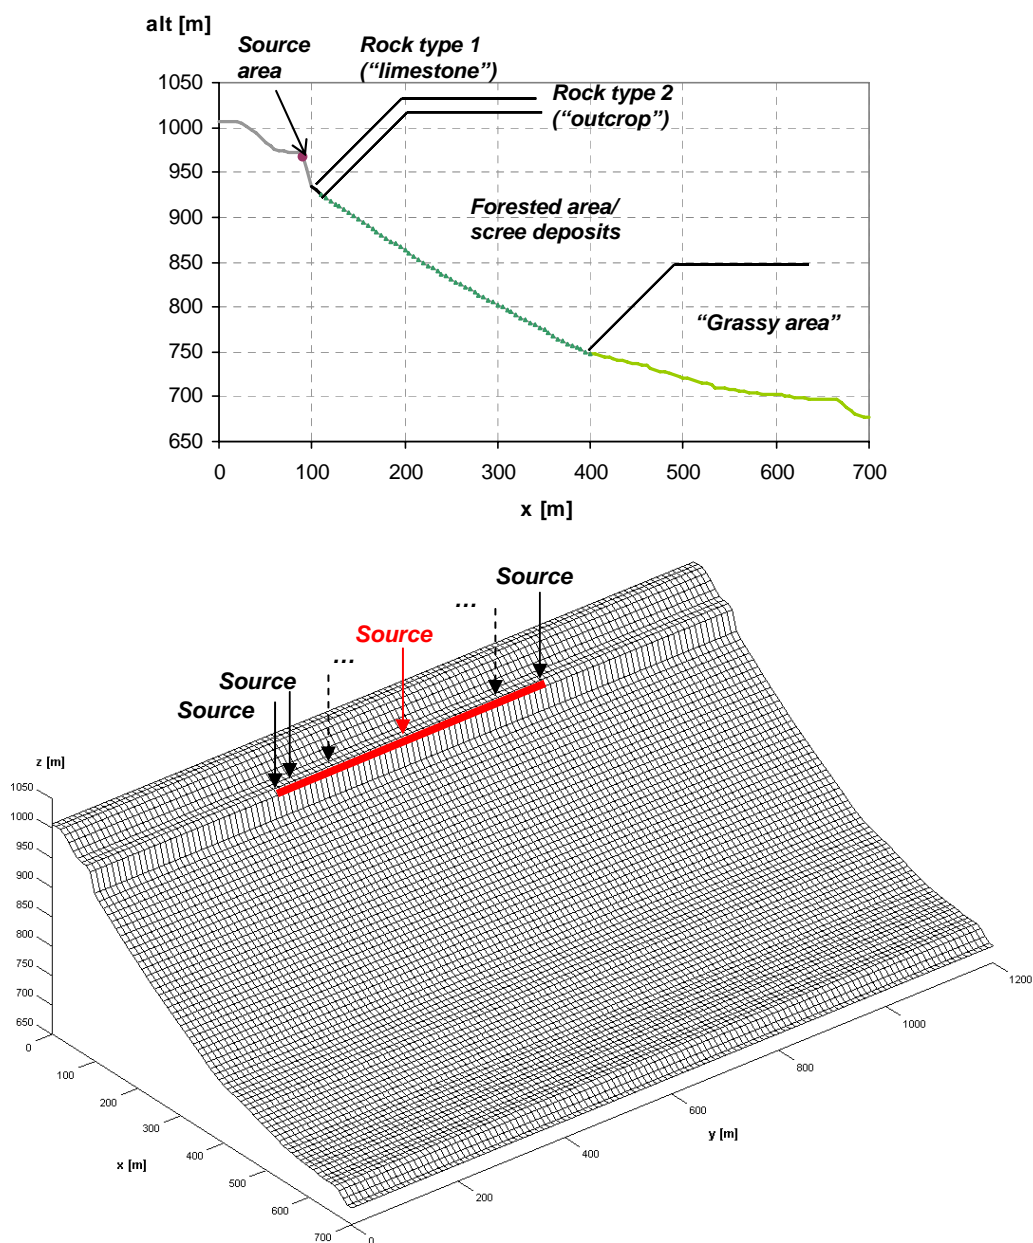 alt [m]
Source
area
Rock type 1
(“limestone”)
Rock type 2
(“outcrop”)
Forested area/
scree deposits
“Grassy area”
1050
1000
950
900
850
800
750
700
650
0 100 200 300 400 500 600 700
x [m]
Source
...
Source
...
Source
Source
z [m]
1050
1000
950
900
850
800
750
700
650
0
100
200
300
400
500
600
700
x [m]
0
200
400
600
800
1000
1200
y [m]